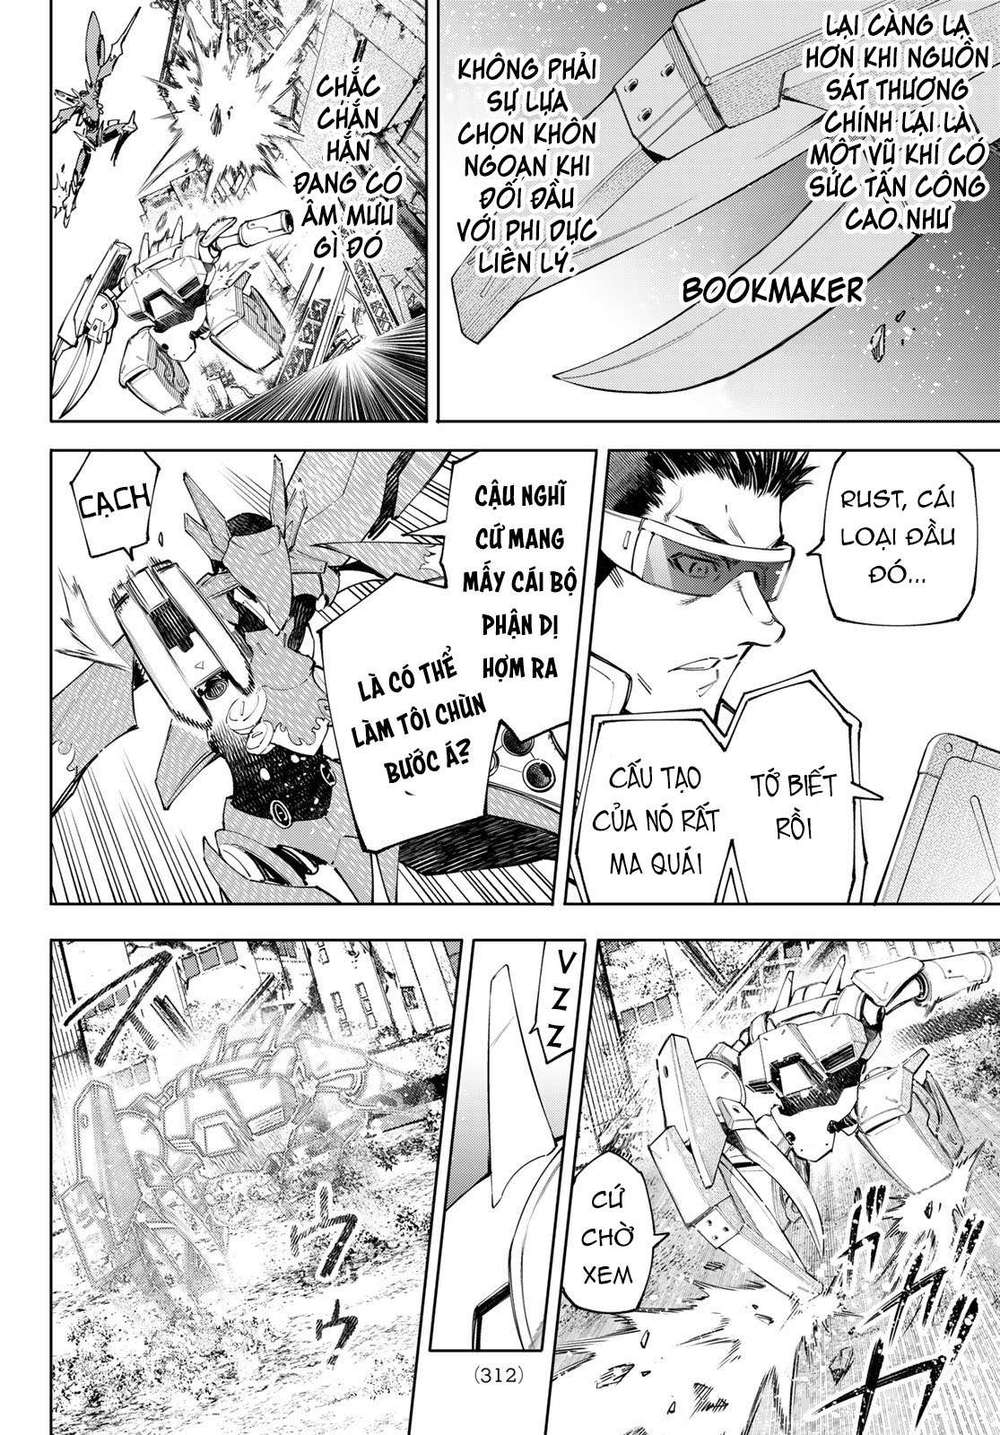 LẠI CÀNG LẠ
HƠN KHI NGUỒN
SÁT THƯƠNG
CHÍNH LẠI LÀ
MỘT VŨ KHÍ CÓ
SỨC TẤN CÔNG
CAO NHƯ
BOOKMAKER
KHÔNG PHẢI
SỰ LỰA
CHỌN KHÔN
NGOAN KHI
ĐỐI ĐẦU
VỚI PHI DỰC
LIÊN LÝ.
CHẮC
CHẮN
HẮN
ĐANG CÓ
ÂM MƯU
GÌ ĐÓ
RUST, CÁI
LOẠI ĐẦU
ĐÓ...
TỚ BIẾT
RỒI
CẤU TẠO
CỦA NÓ RẤT
MA QUÁI
CẬU NGHĨ
CỨ MANG
MẤY CÁI BỘ
PHẬN DỊ
HỢM RA
LÀ CÓ THỂ
LÀM TÔI CHÙN
BƯỚC Á?
CẠCH
CỨ
CHỜ
XEM
VZZ
ズ
ウウ
(312)